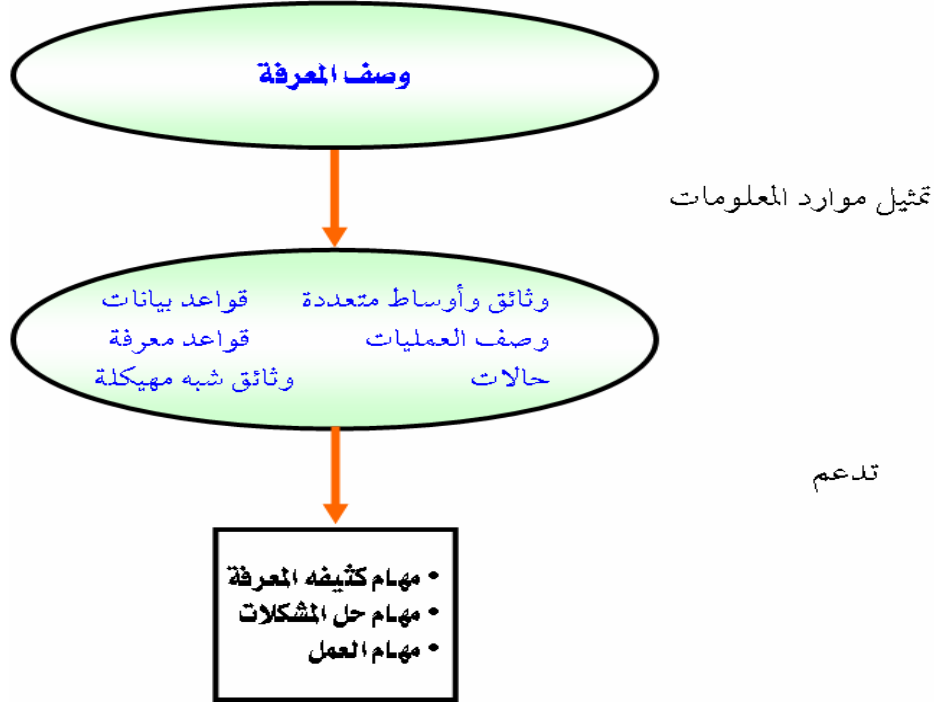 وصف المعرفة
تمثيل موارد المعلومات
وثائق وأوساط متعددة قواعد بيانات
وصف العمليات قواعد معرفة
حالات وثائق شبه مهيكلة
تدعم
• مهام كثيفه المعرفة
• مهام حل المشكلات
• مهام العمل